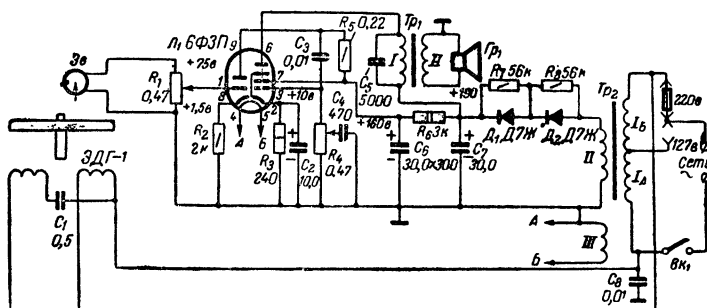 Л₁ 6Ф3П
Зв
R₁
0,47
+75в
+1,5в
1
8
9
6
7
3
2
4
5
А
Б
+10в
R₂
2к
R₃
240
C₂
10,0
C₃
0,01
R₅ 0,22
C₄
470
R₄
0,47
C₅
5000
Тр₁
I
II
Гр₁
+160в
+190
R₆ 3к
C₆
30,0×300
C₇
30,0
R₇ 56к
R₈ 56к
Д₁ Д7Ж
Д₂ Д7Ж
Тр₂
II
Iб
Iа
220в
127в
Сеть
Вк₁
А
Б
III
C₈
0,01
ЭДГ-1
C₁
0,5